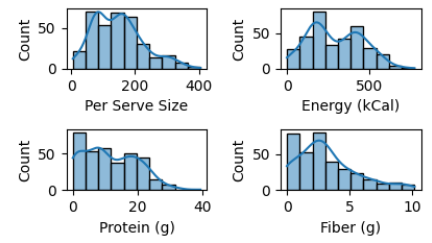 Count
50
0
0 200 400
Per Serve Size
Count
50
0
0 500
Energy (kCal)
Count
50
0
0 20 40
Protein (g)
Count
50
0
0 5 10
Fiber (g)